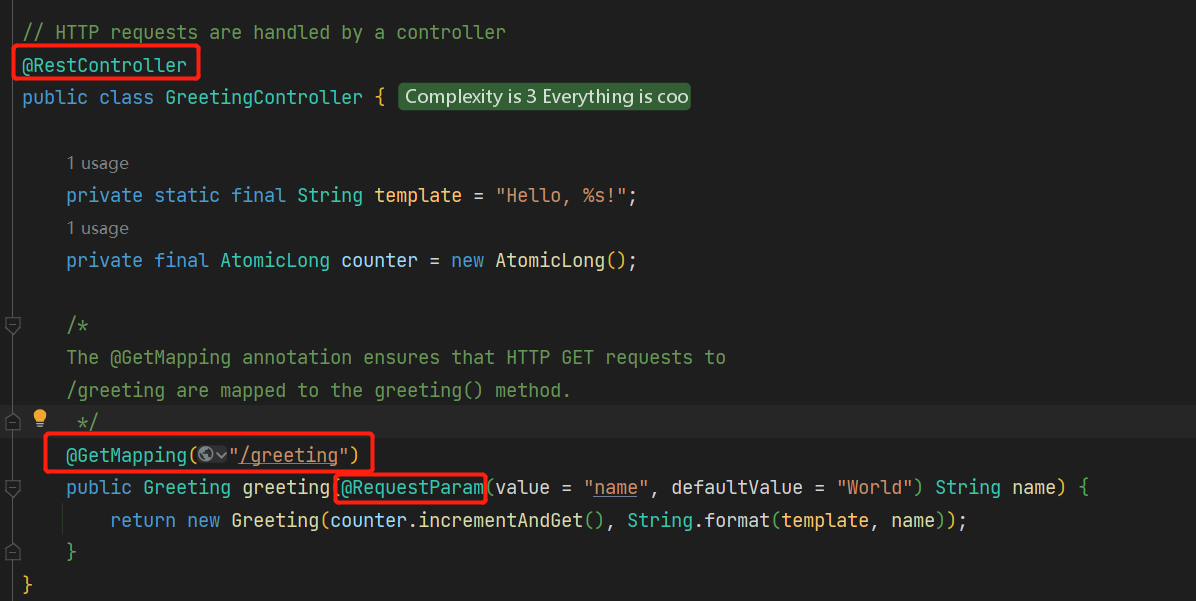 // HTTP requests are handled by a controller
@RestController
public class GreetingController { Complexity is 3 Everything is coo
1 usage
private static final String template = "Hello, %s!";
1 usage
private final AtomicLong counter = new AtomicLong();
/*
The @GetMapping annotation ensures that HTTP GET requests to
/greeting are mapped to the greeting() method.
*/
@GetMapping("/greeting")
public Greeting greeting(@RequestParam(value = "name", defaultValue = "World") String name) {
return new Greeting(counter.incrementAndGet(), String.format(template, name));
}
}